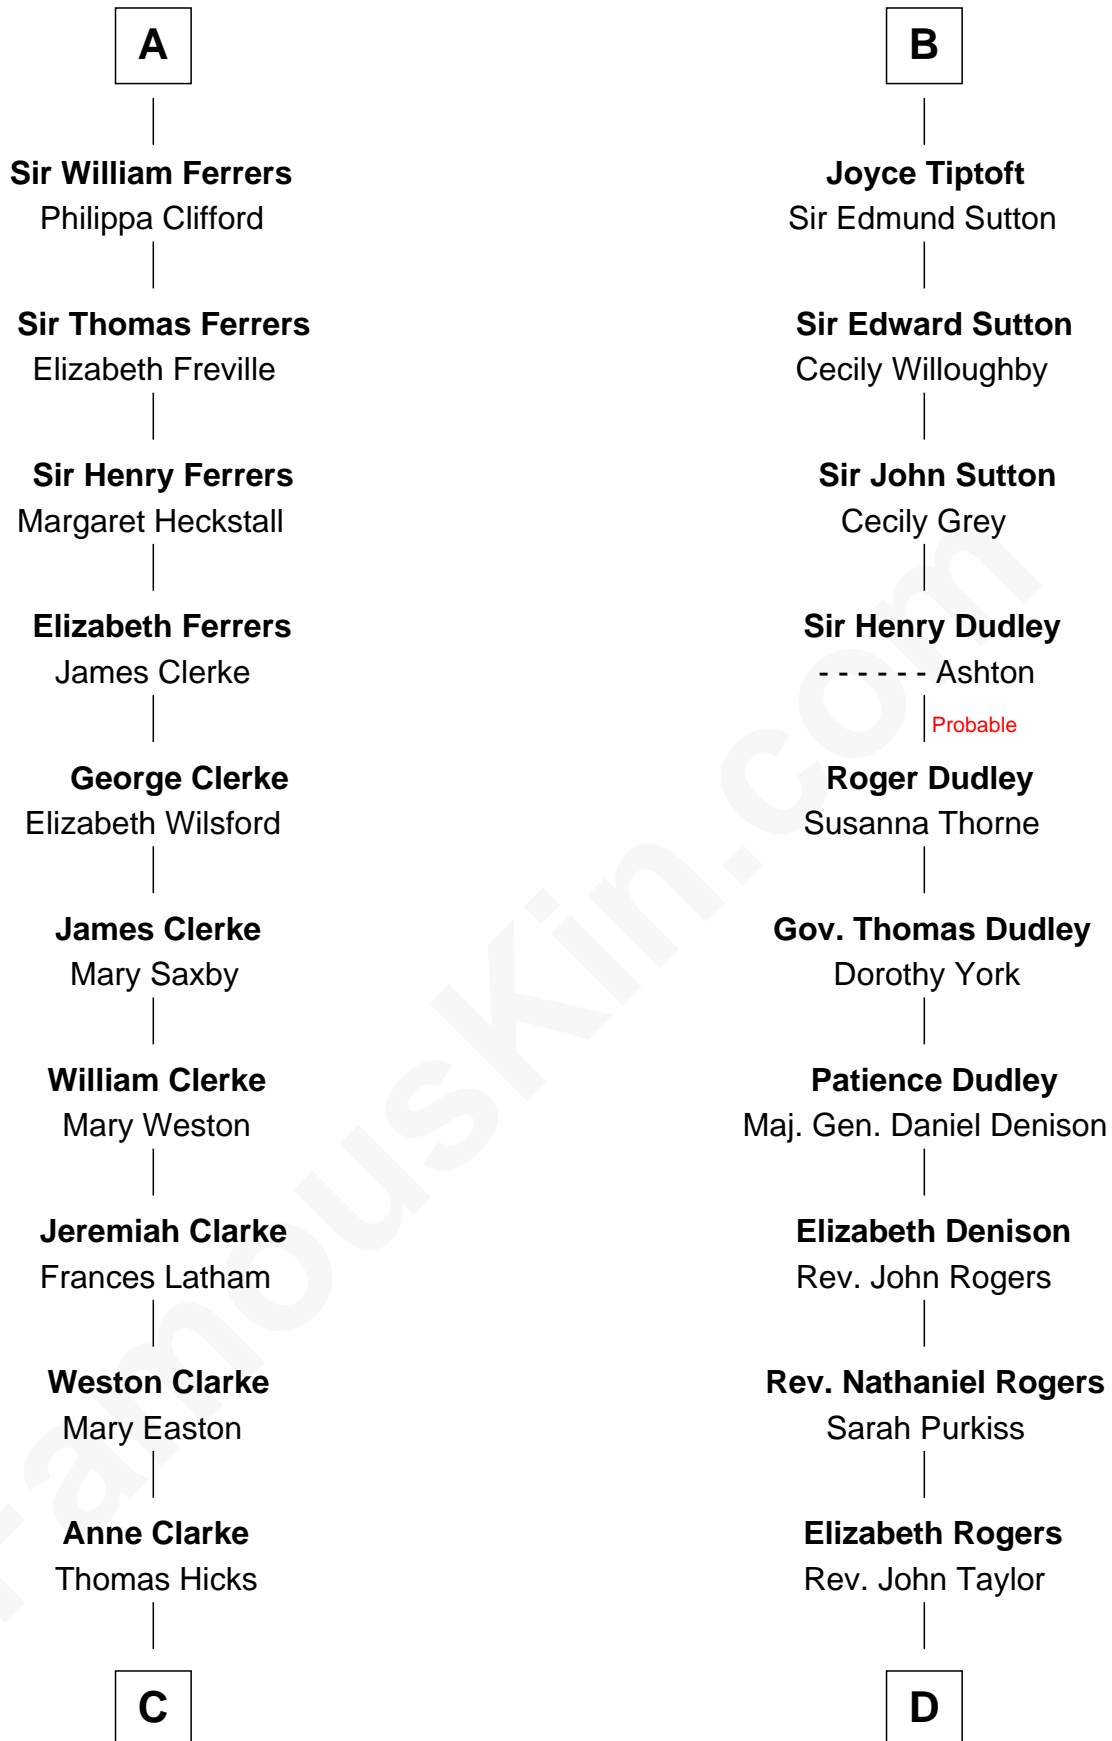 A
Sir William Ferrers
Philippa Clifford
Sir Thomas Ferrers
Elizabeth Freville
Sir Henry Ferrers
Margaret Heckstall
Elizabeth Ferrers
James Clerke
George Clerke
Elizabeth Wilsford
James Clerke
Mary Saxby
William Clerke
Mary Weston
Jeremiah Clarke
Frances Latham
Weston Clarke
Mary Easton
Anne Clarke
Thomas Hicks
C
B
Joyce Tiptoft
Sir Edmund Sutton
Sir Edward Sutton
Cecily Willoughby
Sir John Sutton
Cecily Grey
Sir Henry Dudley
- - - - - - Ashton
Probable
Roger Dudley
Susanna Thorne
Gov. Thomas Dudley
Dorothy York
Patience Dudley
Maj. Gen. Daniel Denison
Elizabeth Denison
Rev. John Rogers
Rev. Nathaniel Rogers
Sarah Purkiss
Elizabeth Rogers
Rev. John Taylor
D
FamousKin.com